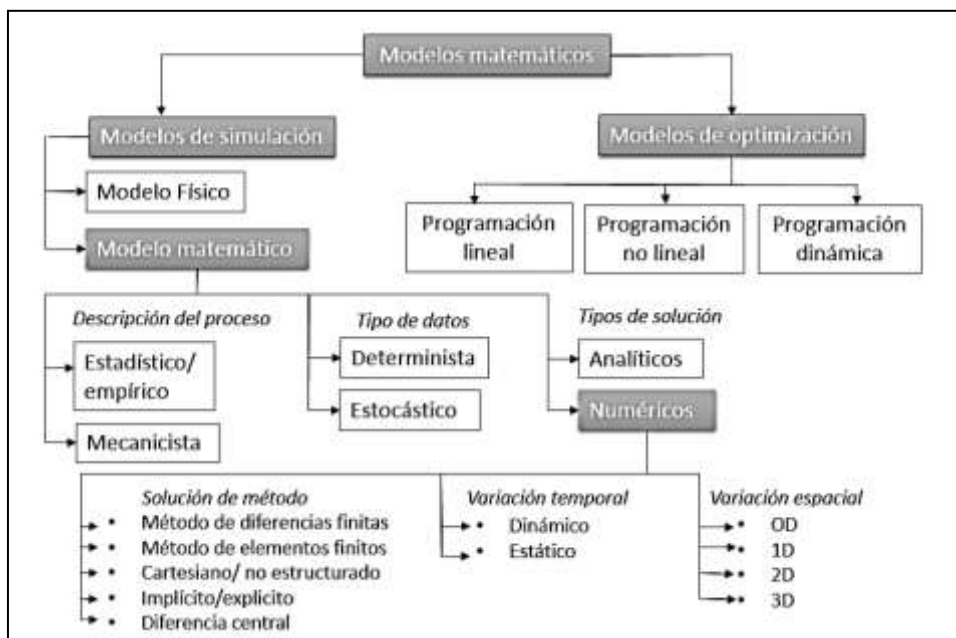 Modelos matemáticos
Modelos de simulación
Modelos de optimización
Modelo Físico
Modelo matemático
Programación
lineal
Programación
no lineal
Programación
dinámica
Descripción del proceso
Estadístico/
empírico
Mecanicista
Tipo de datos
Determinista
Estocástico
Tipos de solución
Analíticos
Numéricos
Solución de método
• Método de diferencias finitas
• Método de elementos finitos
• Cartesiano/ no estructurado
• Implícito/explicito
• Diferencia central
Variación temporal
• Dinámico
• Estático
Variación espacial
• OD
• 1D
• 2D
• 3D